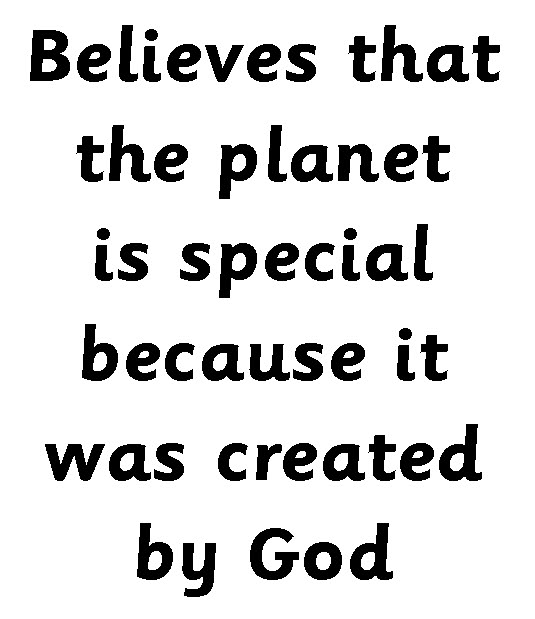 Believes that
the planet
is special
because it
was created
by God